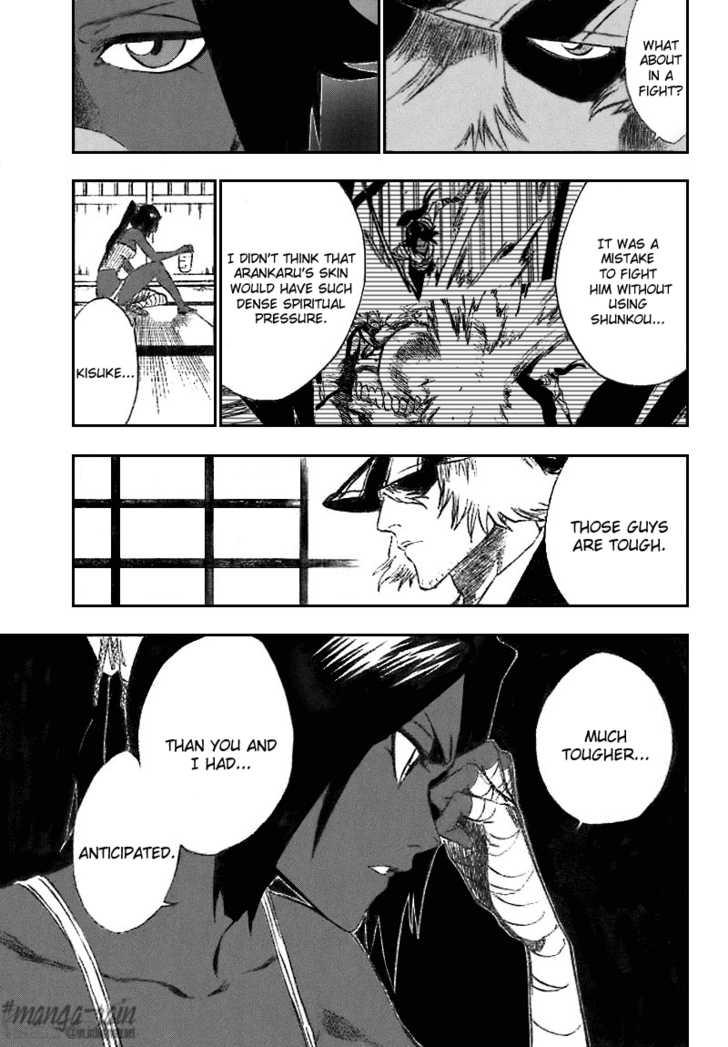 WHAT
ABOUT
IN A
FIGHT?
IT WAS A
MISTAKE
TO FIGHT
HIM WITHOUT
USING
SHUNKOU...
I DIDN'T THINK THAT
ARANKARU'S SKIN
WOULD HAVE SUCH
DENSE SPIRITUAL
PRESSURE.
KISUKE...
THOSE GUYS
ARE TOUGH.
MUCH
TOUGHER...
THAN YOU AND
I HAD...
ANTICIPATED.
#manga-rain